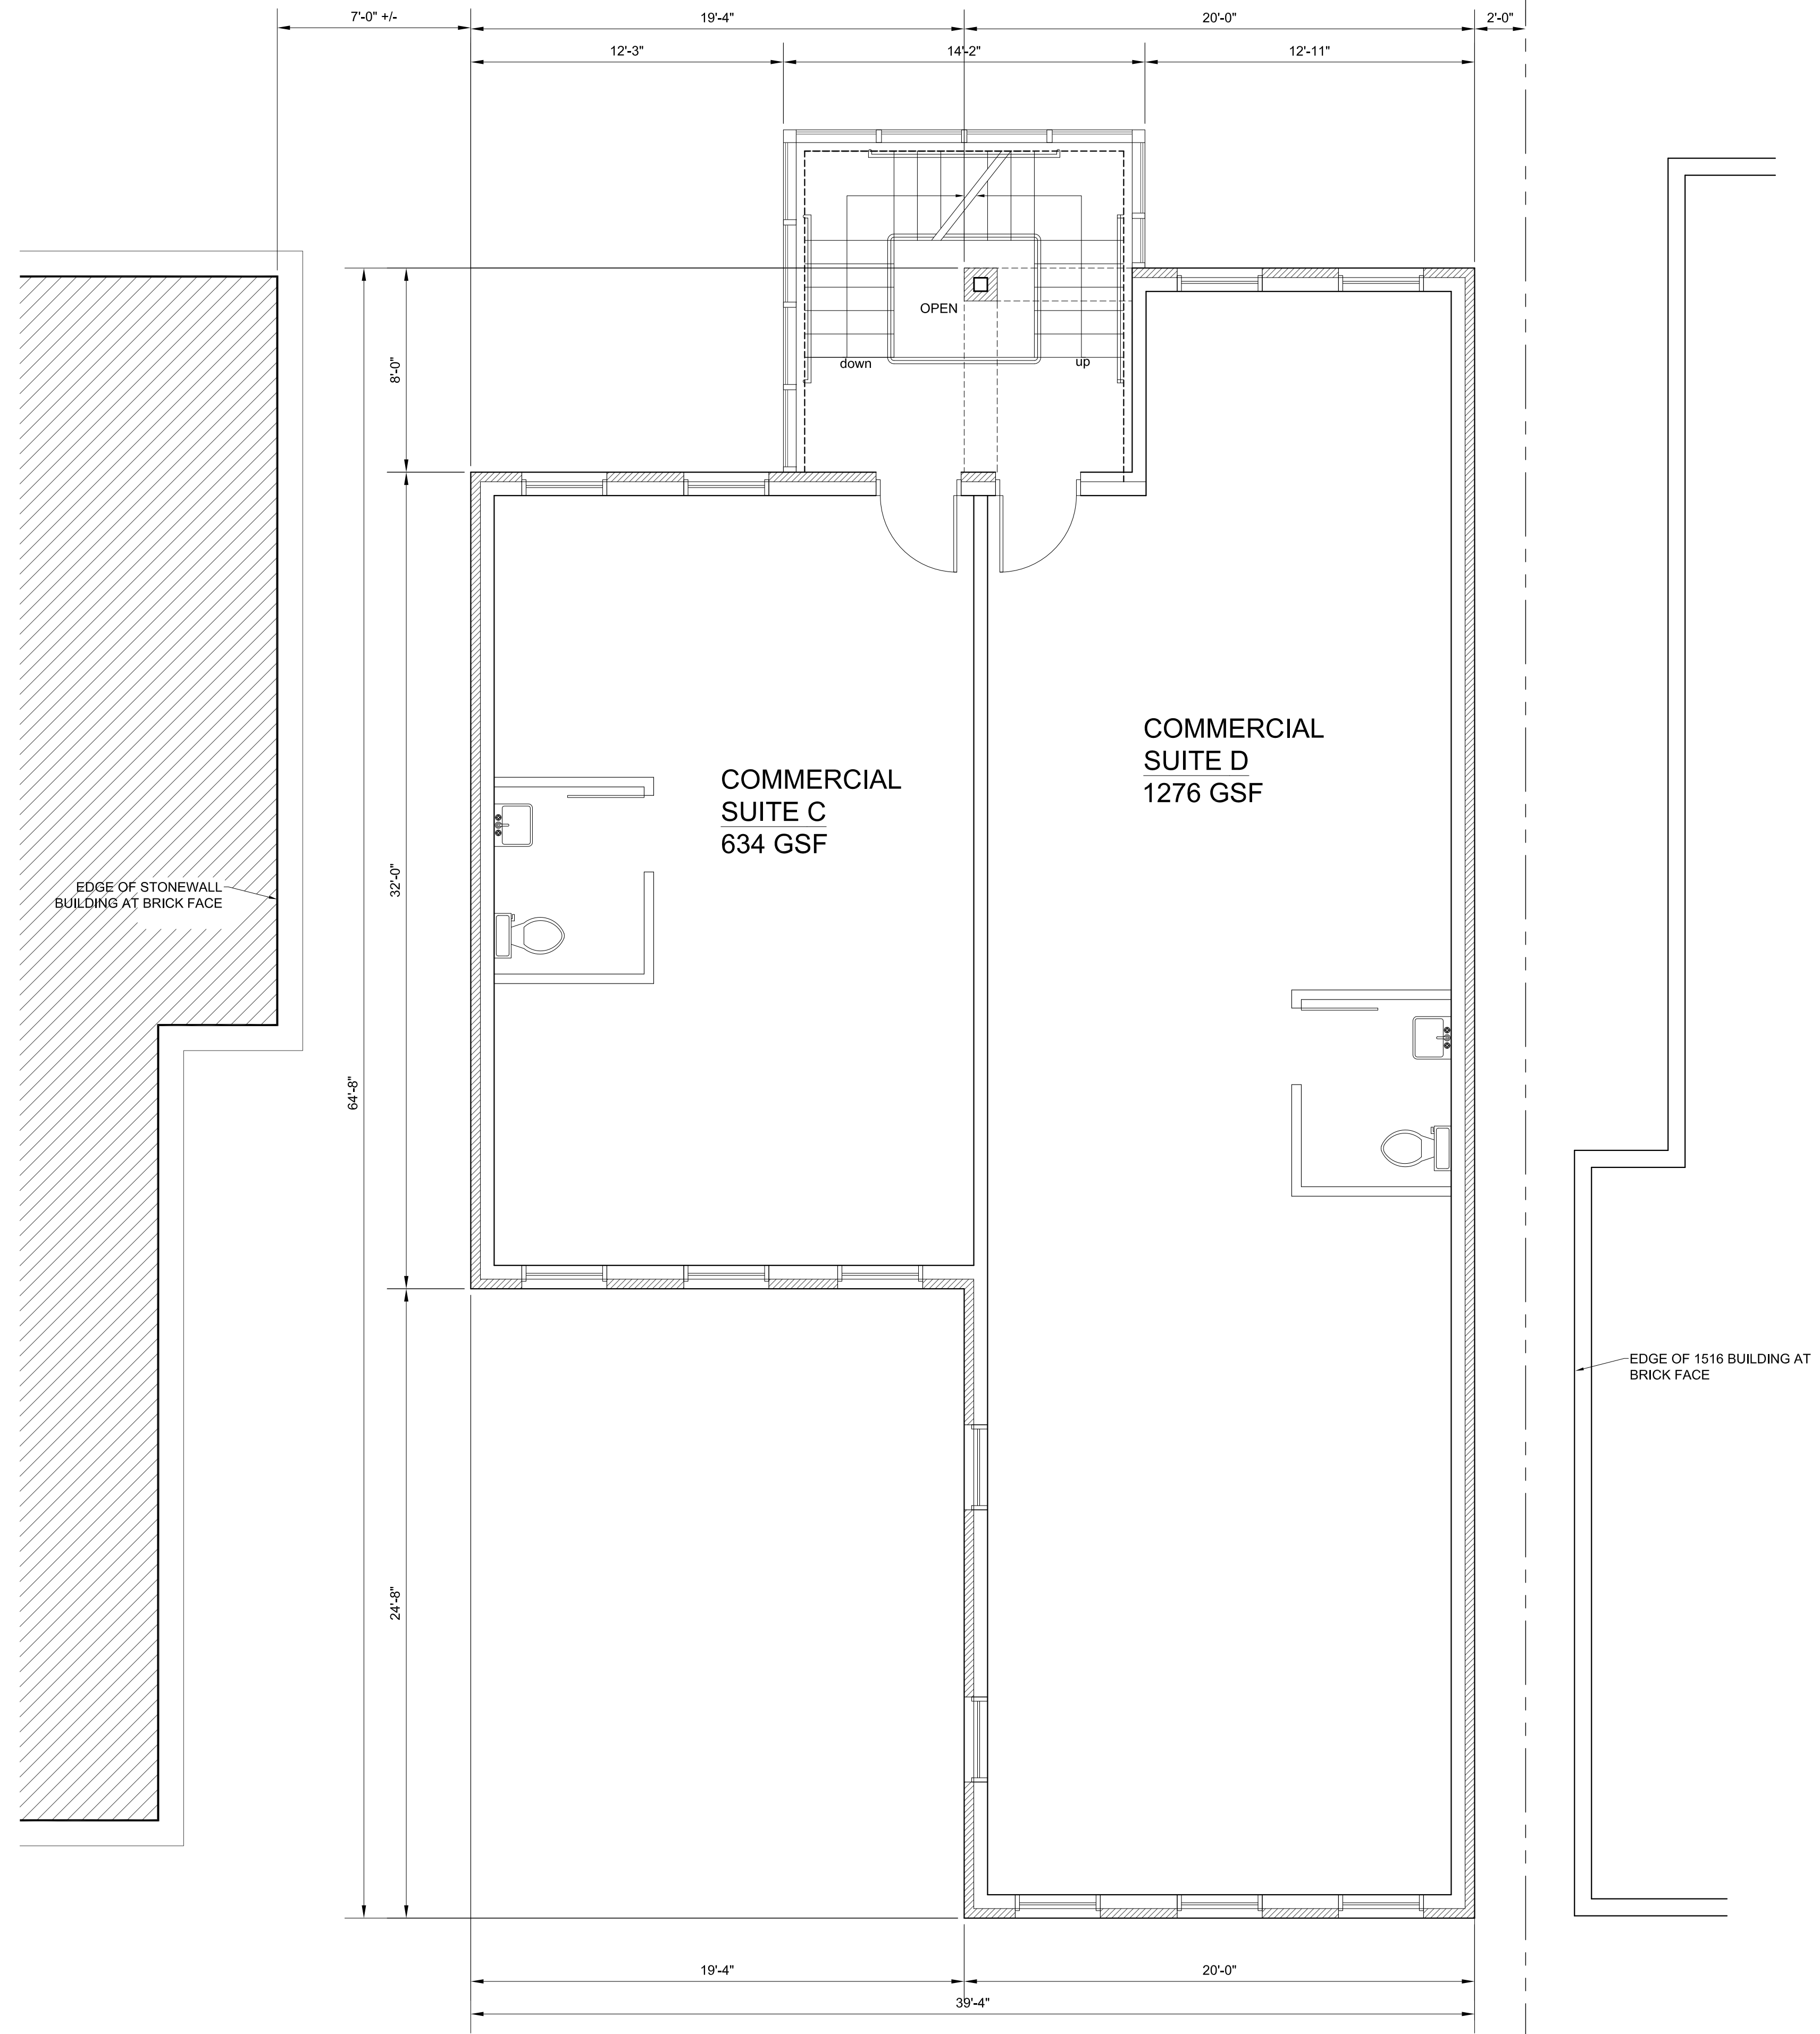 7'-0" +/-
19'-4"
20'-0"
2'-0"
12'-3"
14'-2"
12'-11"
OPEN
down
up
8'-0"
COMMERCIAL
SUITE D
1276 GSF
COMMERCIAL
SUITE C
634 GSF
32'-0"
EDGE OF STONEWALL
BUILDING AT BRICK FACE
64'-8"
EDGE OF 1516 BUILDING AT
BRICK FACE
24'-8"
19'-4"
20'-0"
39'-4"